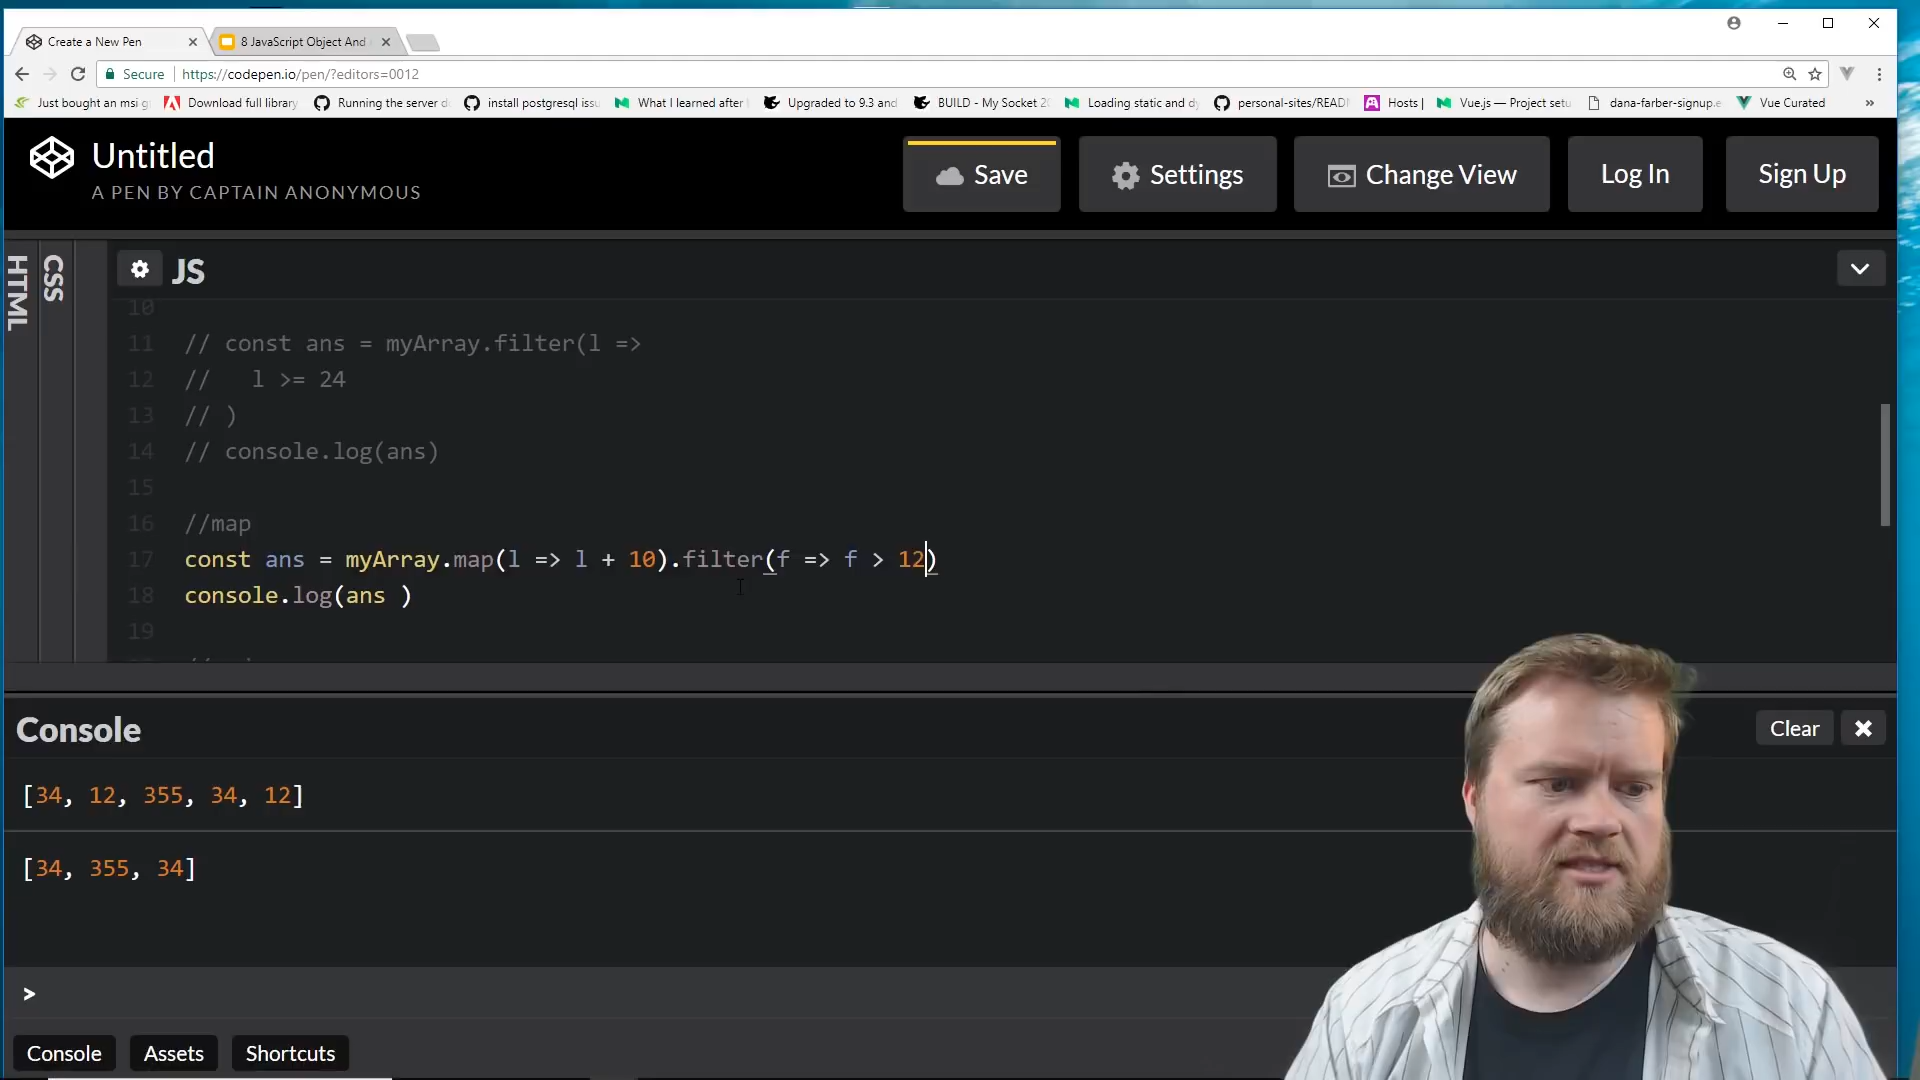 Create a New Pen
8 JavaScript Object And
Secure
https://codepen.io/pen/?editors=0012
Just bought an msi g
Download full library
Running the server d
install postgresql issu
What I learned after
Upgraded to 9.3 and
BUILD - My Socket 20
Loading static and dy
personal-sites/READ
Hosts |
Vue.js — Project setu
dana-farber-signup.e
Vue Curated
»
Untitled
A PEN BY CAPTAIN ANONYMOUS
Save
Settings
Change View
Log In
Sign Up
HTML
CSS
JS
10
11 // const ans = myArray.filter(l =>
12 // l >= 24
13 // )
14 // console.log(ans)
15
16 //map
17 const ans = myArray.map(l => l + 10).filter(f => f > 12)
18 console.log(ans )
19
Console
Clear
[34, 12, 355, 34, 12]
[34, 355, 34]
>
Console
Assets
Shortcuts